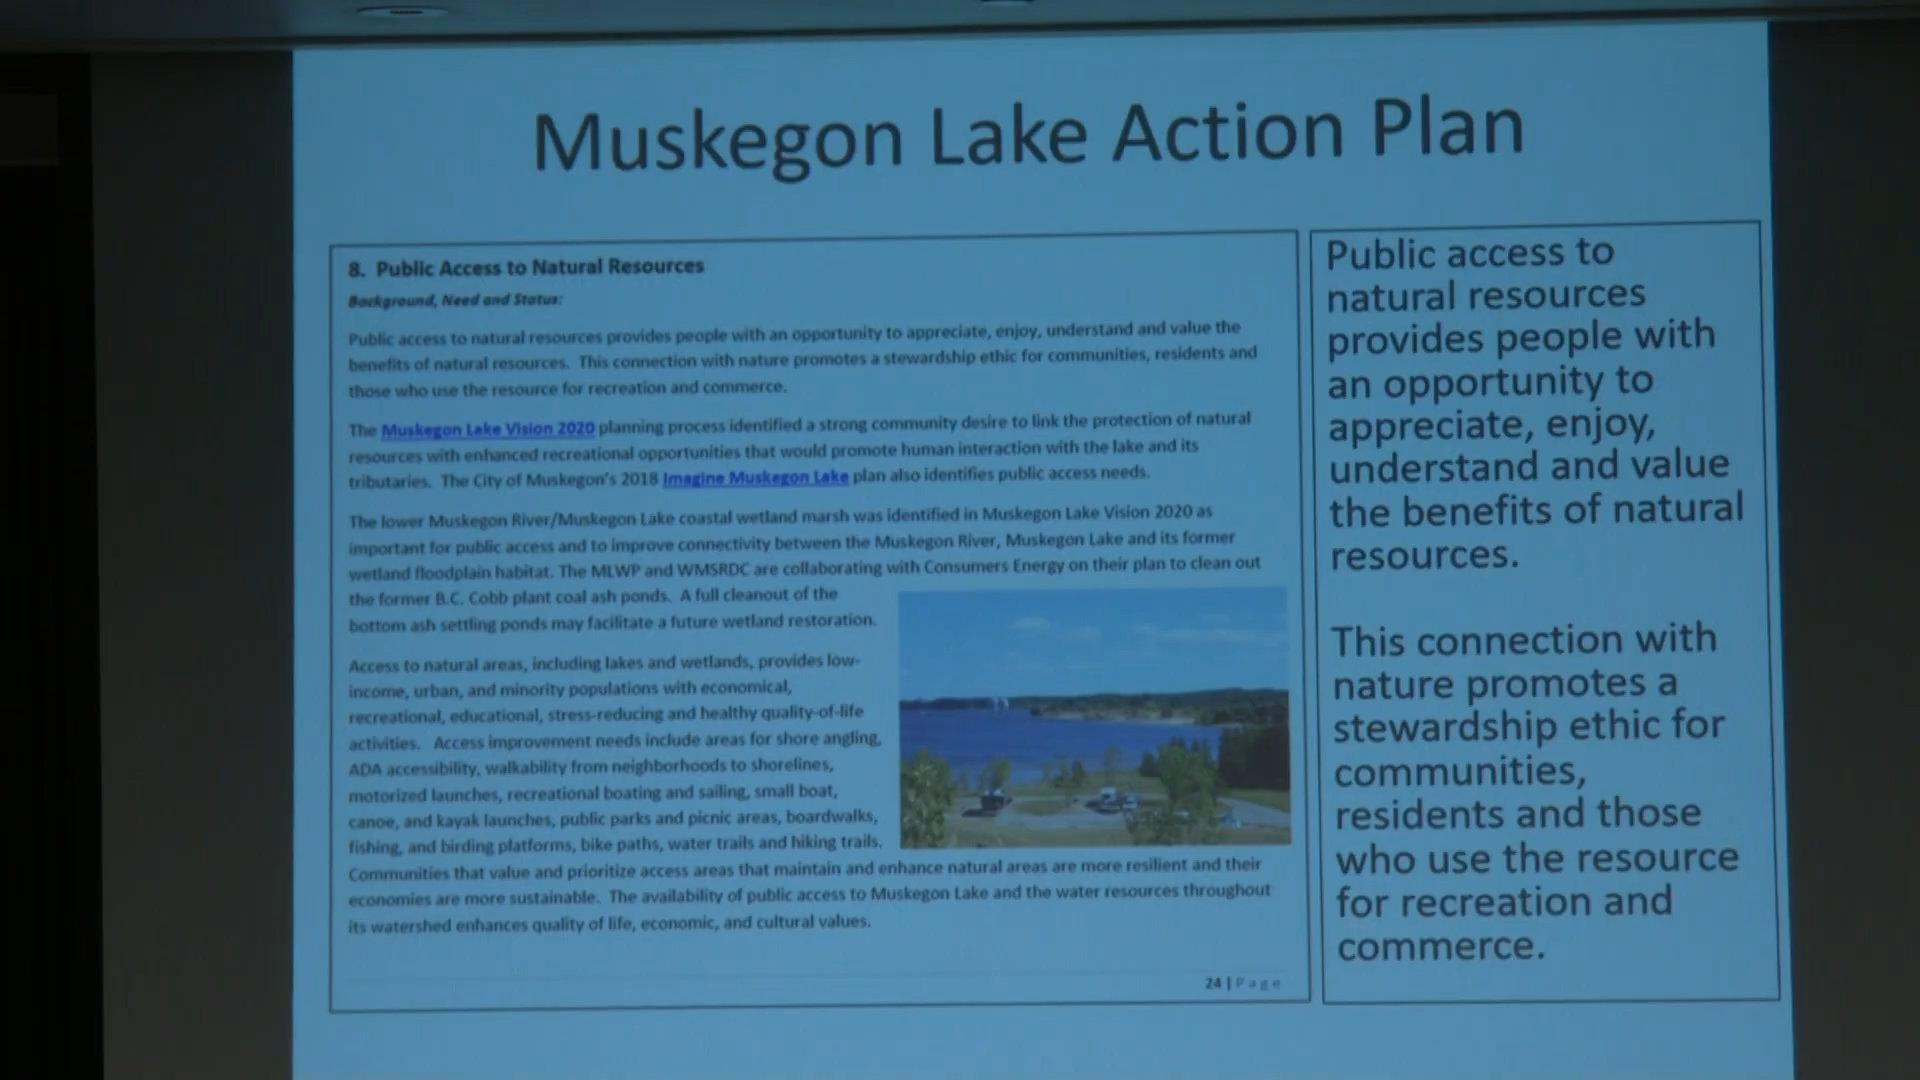 Muskegon Lake Action Plan
8. Public Access to Natural Resources
Background, Need and Status:
Public access to natural resources provides people with an opportunity to appreciate, enjoy, understand and value the
benefits of natural resources. This connection with nature promotes a stewardship ethic for communities, residents and
those who use the resource for recreation and commerce.
The Muskegon Lake Vision 2020 planning process identified a strong community desire to link the protection of natural
resources with enhanced recreational opportunities that would promote human interaction with the lake and its
tributaries. The City of Muskegon's 2018 Imagine Muskegon Lake plan also identifies public access needs.
The lower Muskegon River/Muskegon Lake coastal wetland marsh was identified in Muskegon Lake Vision 2020 as
important for public access and to improve connectivity between the Muskegon River, Muskegon Lake and its former
wetland floodplain habitat. The MLWP and WMSRDC are collaborating with Consumers Energy on their plan to clean out
the former B.C. Cobb plant coal ash ponds. A full cleanout of the
bottom ash settling ponds may facilitate a future wetland restoration.
Access to natural areas, including lakes and wetlands, provides low-
income, urban, and minority populations with economical,
recreational, educational, stress-reducing and healthy quality-of-life
activities. Access improvement needs include areas for shore angling,
ADA accessibility, walkability from neighborhoods to shorelines,
motorized launches, recreational boating and sailing, small boat,
canoe, and kayak launches, public parks and picnic areas, boardwalks,
fishing, and birding platforms, bike paths, water trails and hiking trails.
Communities that value and prioritize access areas that maintain and enhance natural areas are more resilient and their
economies are more sustainable. The availability of public access to Muskegon Lake and the water resources throughout
its watershed enhances quality of life, economic, and cultural values.
24 | Page
Public access to
natural resources
provides people with
an opportunity to
appreciate, enjoy,
understand and value
the benefits of natural
resources.
This connection with
nature promotes a
stewardship ethic for
communities,
residents and those
who use the resource
for recreation and
commerce.